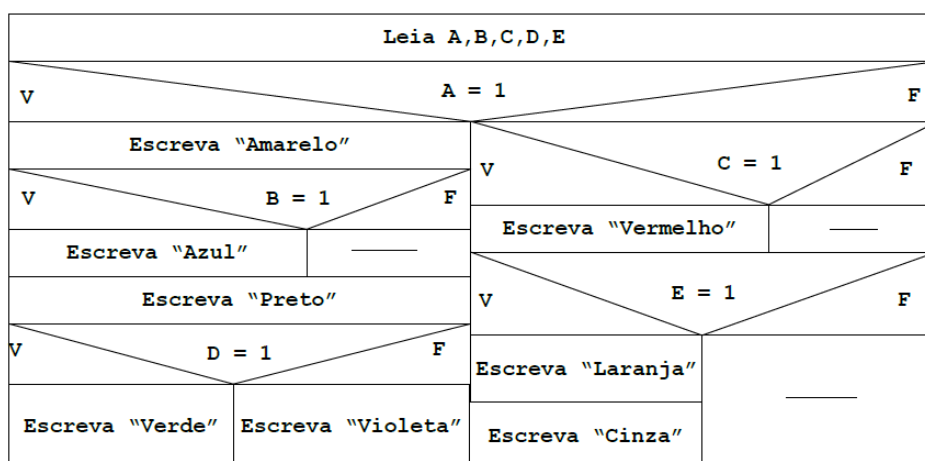 Leia A,B,C,D,E
V A = 1 F
Escreva “Amarelo”
V B = 1 F
Escreva “Azul”
Escreva “Preto”
V D = 1 F
Escreva “Verde” Escreva “Violeta”
V C = 1 F
Escreva “Vermelho”
V E = 1 F
Escreva “Laranja”
Escreva “Cinza”